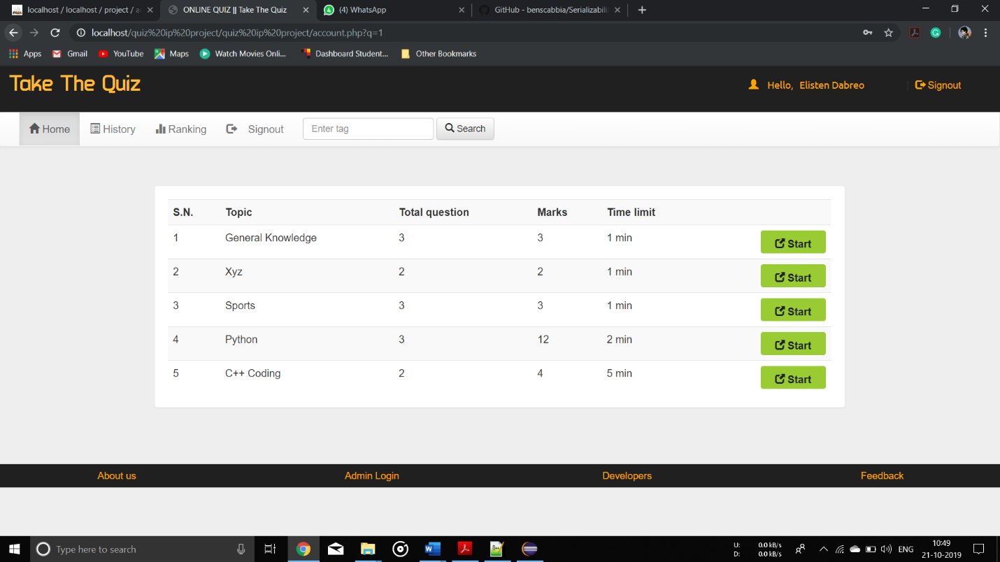 localhost / localhost / project / a
ONLINE QUIZ || Take The Quiz
(4) WhatsApp
GitHub - benscabbia/Serializabili
localhost/quiz%20ip%20project/quiz%20ip%20project/account.php?q=1
Apps
Gmail
YouTube
Maps
Watch Movies Onli...
Dashboard Student...
Other Bookmarks
Take The Quiz
Hello, Elisten Dabreo
Signout
Home
History
Ranking
Signout
Enter tag
Search
S.N. Topic Total question Marks Time limit
1 General Knowledge 3 3 1 min Start
2 Xyz 2 2 1 min Start
3 Sports 3 3 1 min Start
4 Python 3 12 2 min Start
5 C++ Coding 2 4 5 min Start
About us
Admin Login
Developers
Feedback
Type here to search
U: 0.0 kB/s
D: 0.0 kB/s
ENG
10:49
21-10-2019